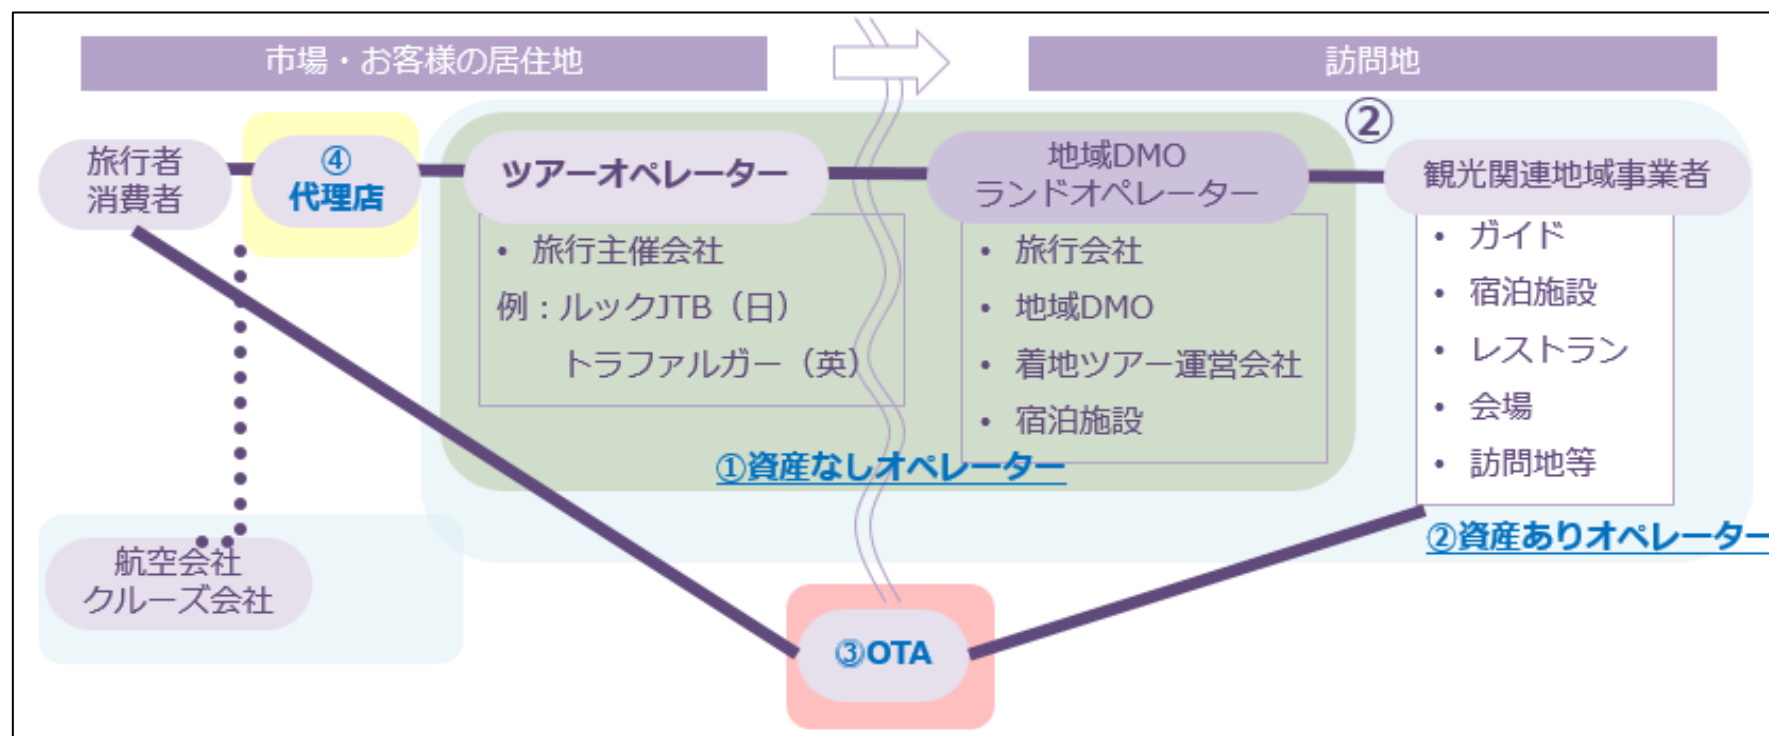 市場・お客様の居住地
訪問地
②
旅行者
消費者
④
代理店
ツアーオペレーター
地域DMO
ランドオペレーター
観光関連地域事業者
• 旅行主催会社
例：ルックJTB（日）
トラファルガー（英）
• 旅行会社
• 地域DMO
• 着地ツアー運営会社
• 宿泊施設
• ガイド
• 宿泊施設
• レストラン
• 会場
• 訪問地等
①資産なしオペレーター
②資産ありオペレーター
航空会社
クルーズ会社
③OTA